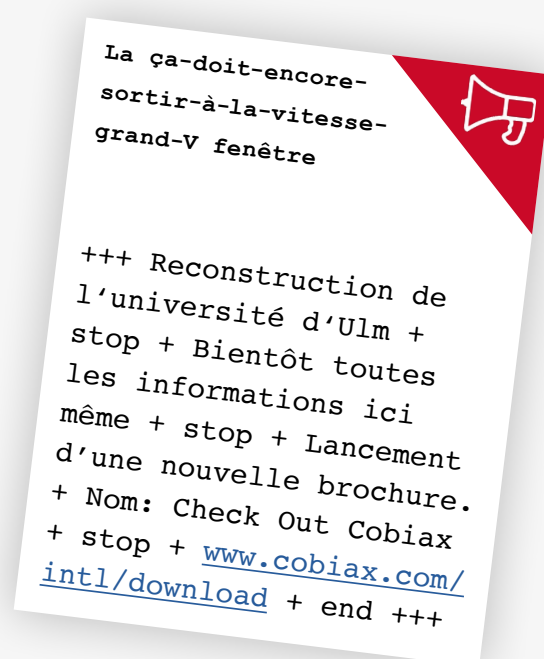 La ça-doit-encore-
sortir-à-la-vitesse-
grand-V fenêtre
+++ Reconstruction de
l‘université d‘Ulm +
stop + Bientôt toutes
les informations ici
même + stop + Lancement
d’une nouvelle brochure.
+ Nom: Check Out Cobiax
+ stop + www.cobiax.com/
intl/download + end +++